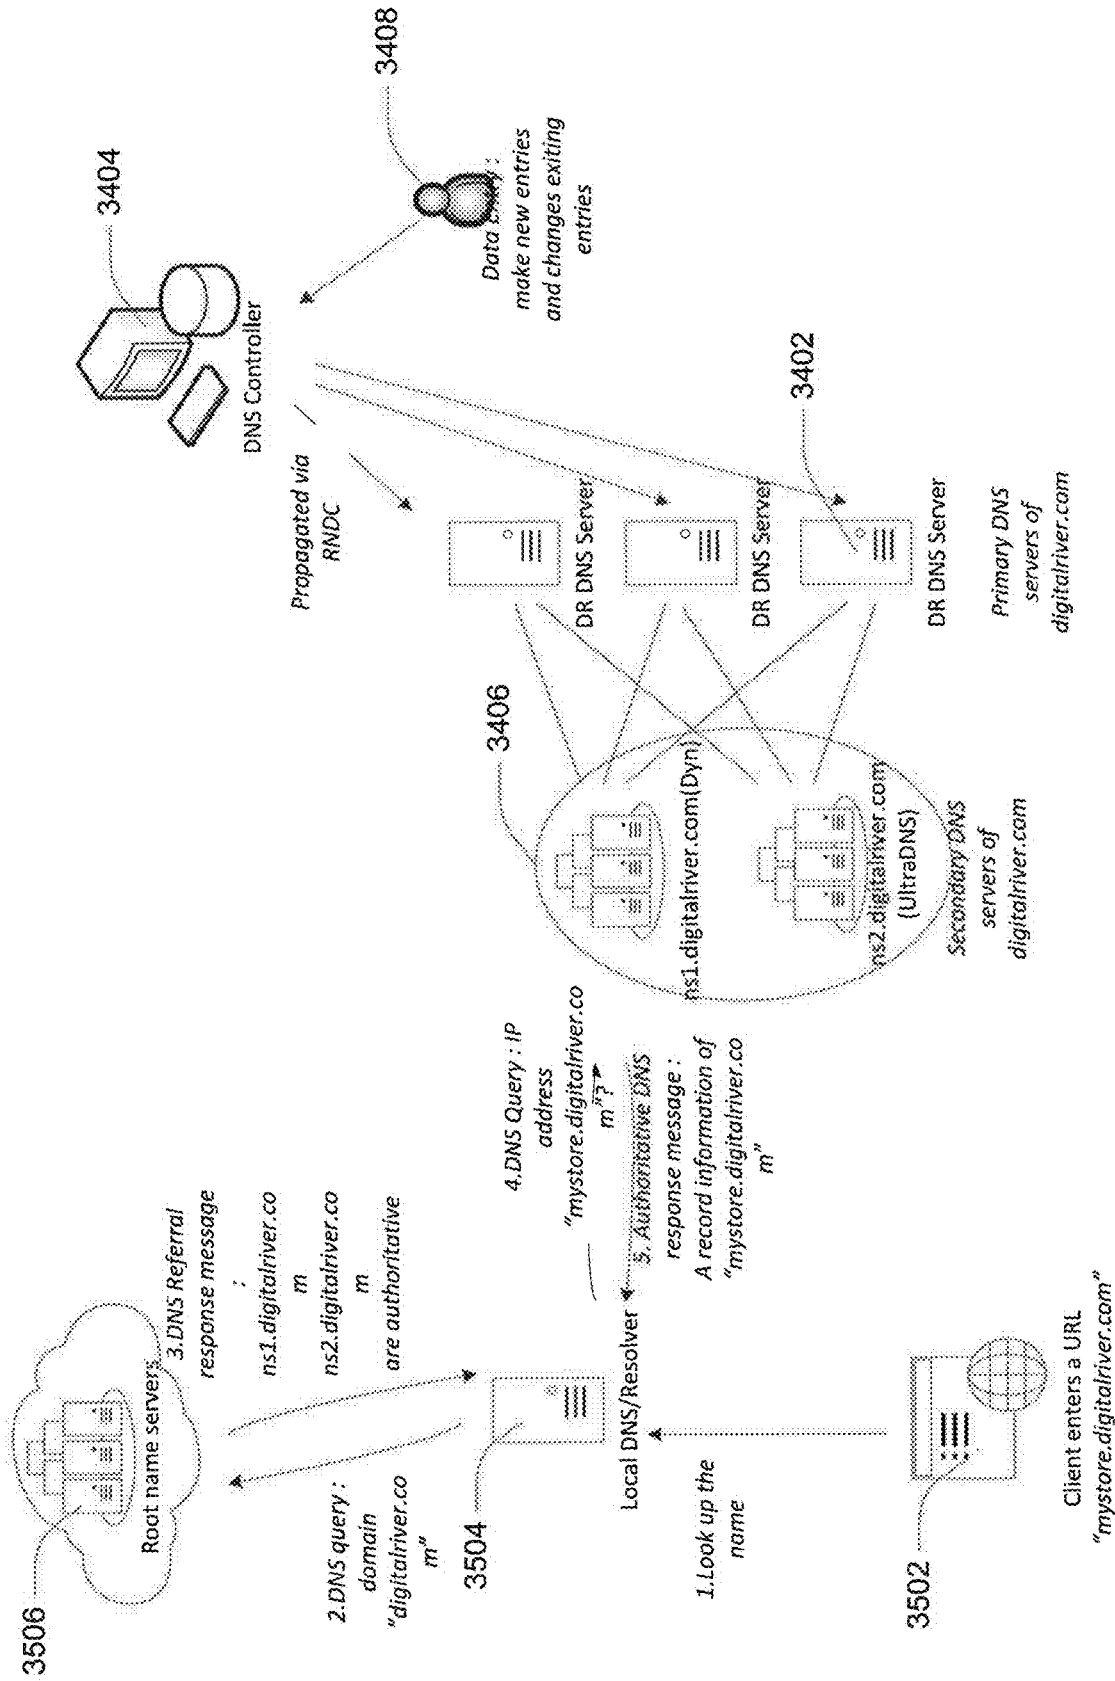 3506
Root name servers
3.DNS Referral
response message
:
ns1.digitalriver.co
m
ns2.digitalriver.co
m
are authoritative
2.DNS query :
domain
"digitalriver.co
m"
3504
Local DNS/Resolver
1.Look up the
name
3502
Client enters a URL
"mystore.digitalriver.com"
4.DNS Query : IP
address
"mystore.digitalriver.co
m"?
5. Authoritative DNS
response message :
A record information of
"mystore.digitalriver.co
m"
3406
ns1.digitalriver.com(Dyn)
ns2.digitalriver.com
(UltraDNS)
Secondary DNS
servers of
digitalriver.com
3404
DNS Controller
Propagated via
RNDC
3408
Data :
make new entries
and changes exiting
entries
3402
DR DNS Server
DR DNS Server
DR DNS Server
Primary DNS
servers of
digitalriver.com